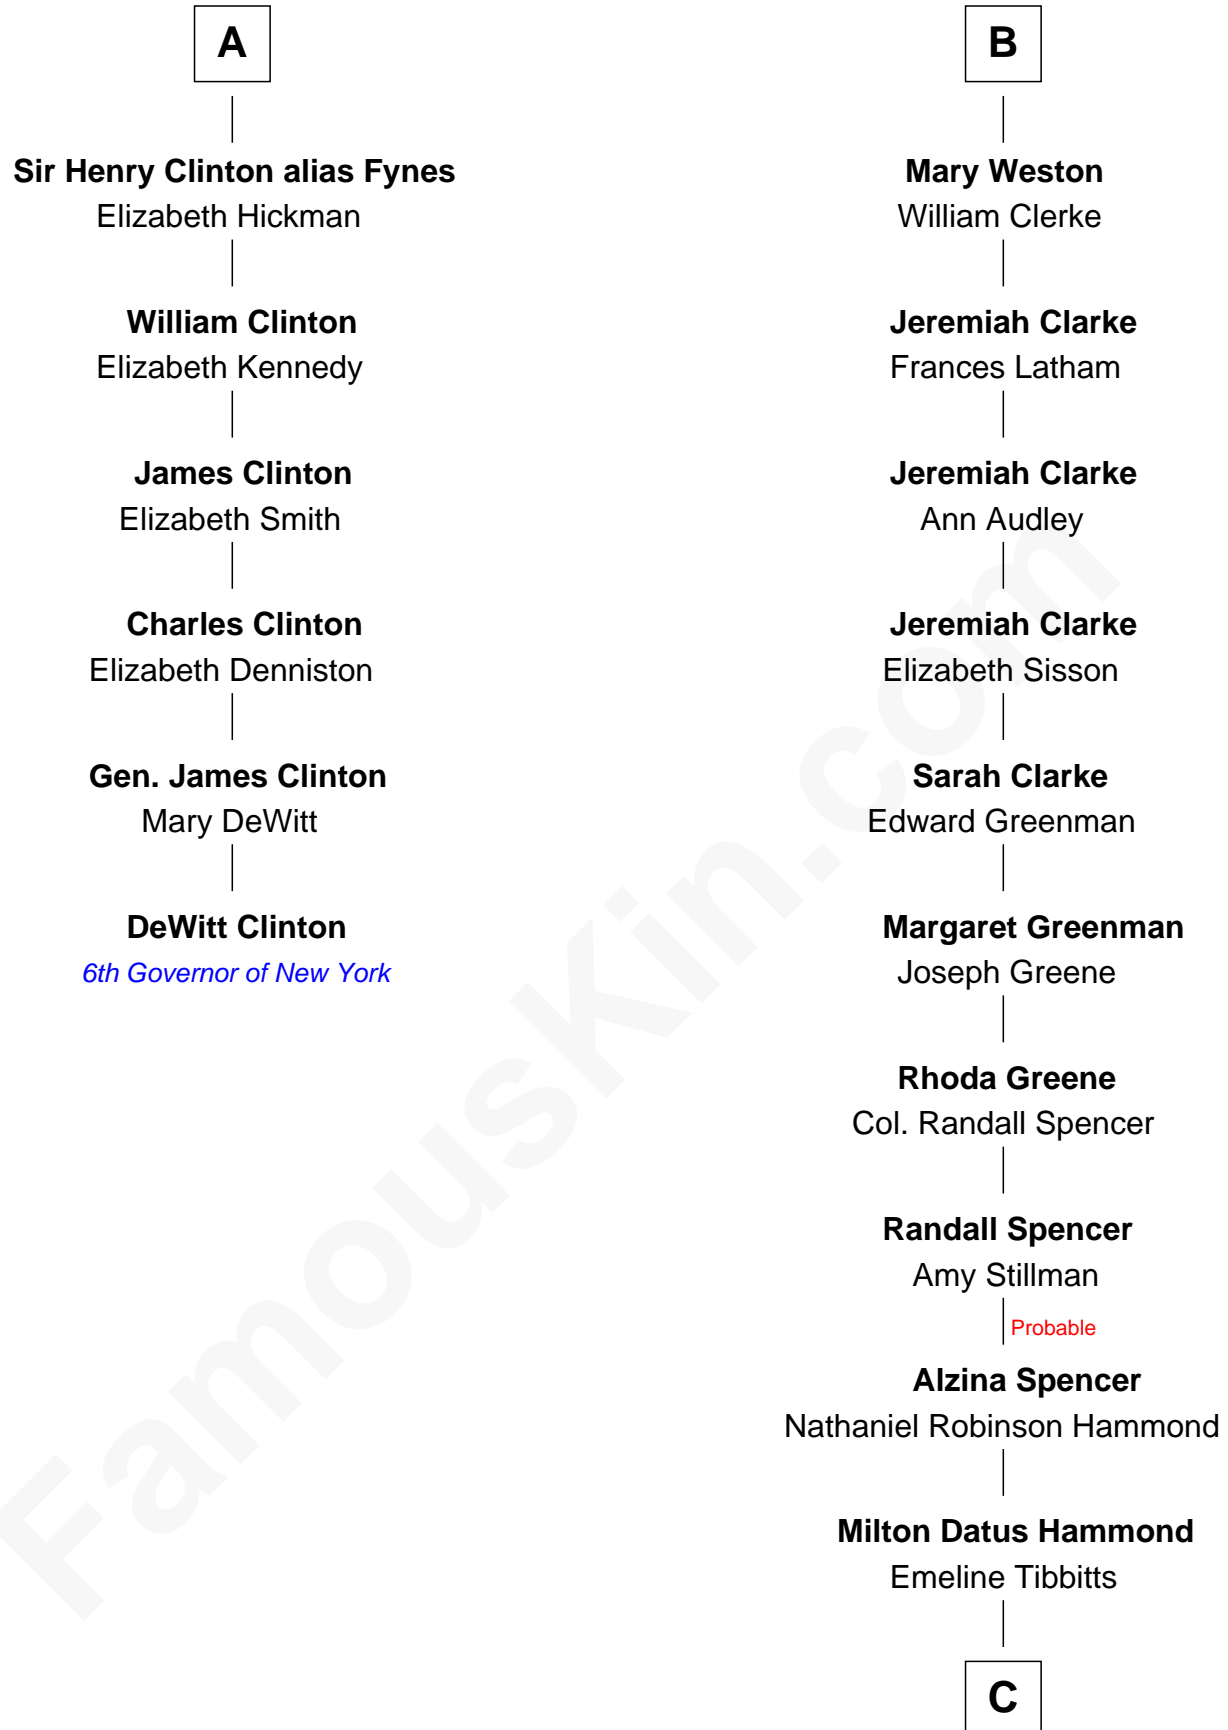 A
Sir Henry Clinton alias Fynes
Elizabeth Hickman
William Clinton
Elizabeth Kennedy
James Clinton
Elizabeth Smith
Charles Clinton
Elizabeth Denniston
Gen. James Clinton
Mary DeWitt
DeWitt Clinton
6th Governor of New York
B
Mary Weston
William Clerke
Jeremiah Clarke
Frances Latham
Jeremiah Clarke
Ann Audley
Jeremiah Clarke
Elizabeth Sisson
Sarah Clarke
Edward Greenman
Margaret Greenman
Joseph Greene
Rhoda Greene
Col. Randall Spencer
Randall Spencer
Amy Stillman
Probable
Alzina Spencer
Nathaniel Robinson Hammond
Milton Datus Hammond
Emeline Tibbitts
C
FamousKin.com